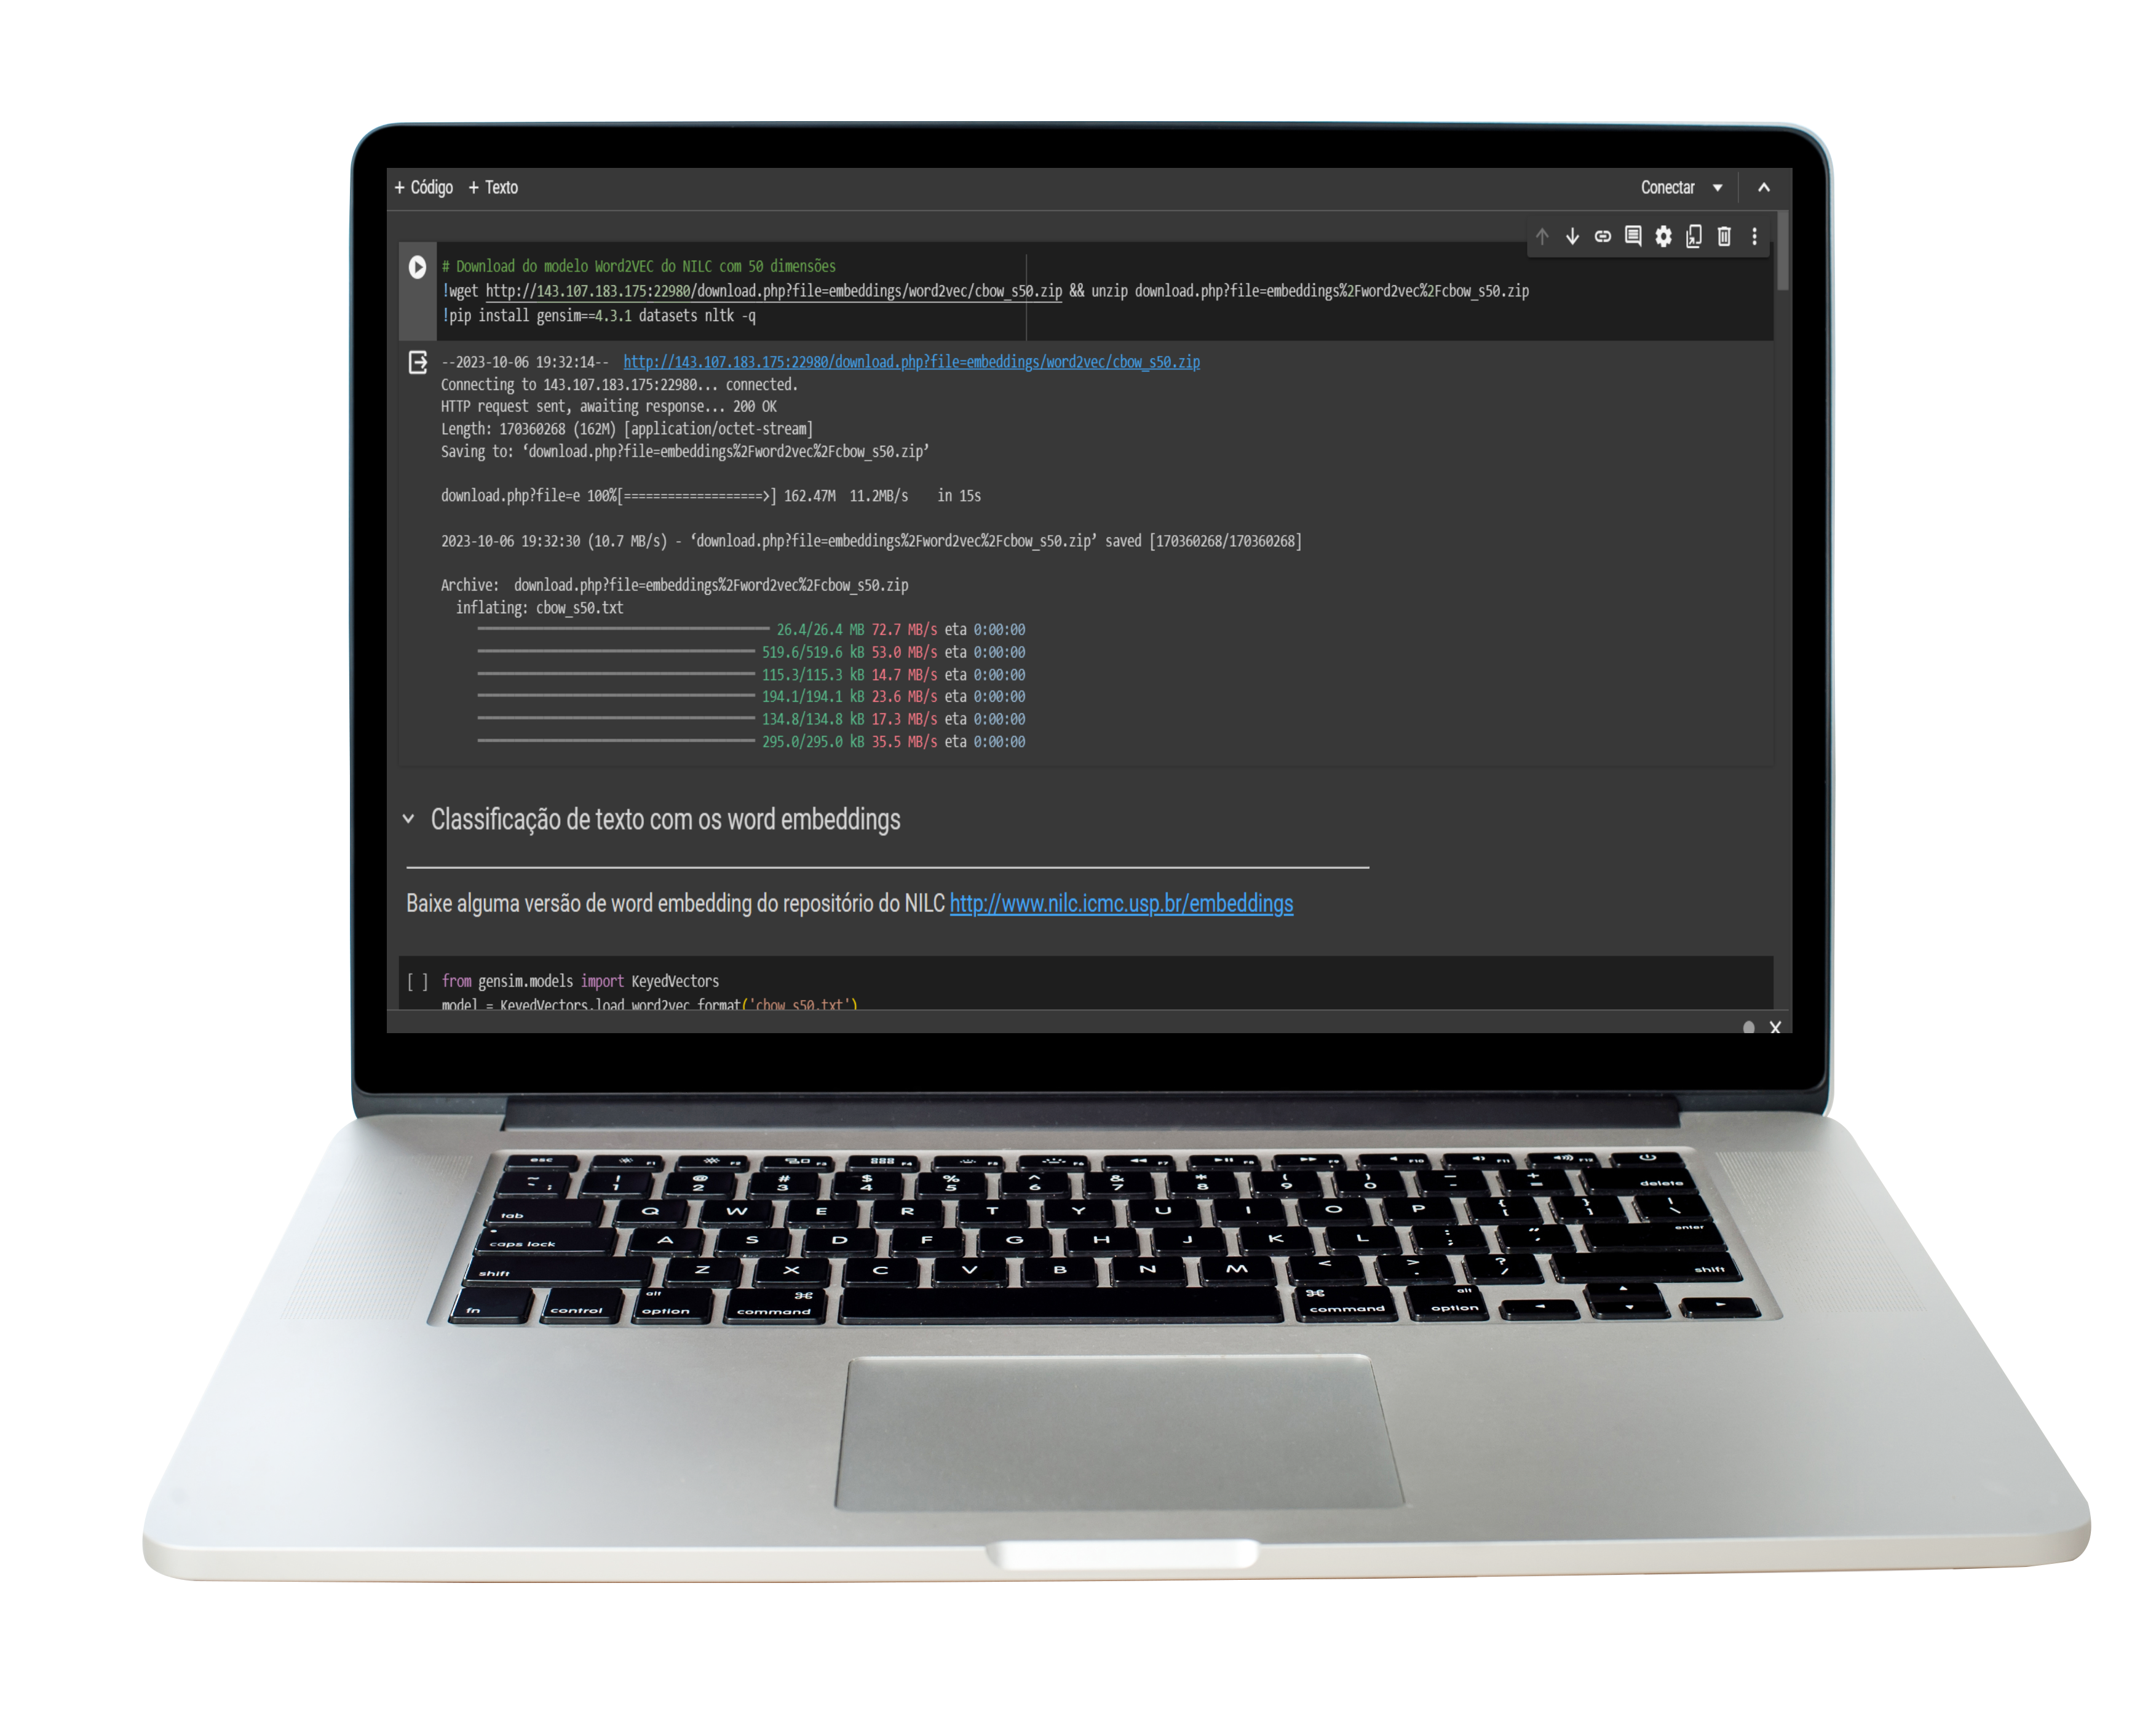 + Código + Texto
Conectar
# Download do modelo Word2VEC do NILC com 50 dimensões
!wget http://143.107.183.175:22980/download.php?file=embeddings/word2vec/cbow_s50.zip && unzip download.php?file=embeddings%2Fword2vec%2Fcbow_s50.zip
!pip install gensim==4.3.1 datasets nltk -q
--2023-10-06 19:32:14-- http://143.107.183.175:22980/download.php?file=embeddings/word2vec/cbow_s50.zip
Connecting to 143.107.183.175:22980... connected.
HTTP request sent, awaiting response... 200 OK
Length: 170360268 (162M) [application/octet-stream]
Saving to: ‘download.php?file=embeddings%2Fword2vec%2Fcbow_s50.zip’
download.php?file=e 100%[===================>] 162.47M 11.2MB/s in 15s
2023-10-06 19:32:30 (10.7 MB/s) - ‘download.php?file=embeddings%2Fword2vec%2Fcbow_s50.zip’ saved [170360268/170360268]
Archive: download.php?file=embeddings%2Fword2vec%2Fcbow_s50.zip
inflating: cbow_s50.txt
26.4/26.4 MB 72.7 MB/s eta 0:00:00
519.6/519.6 kB 53.0 MB/s eta 0:00:00
115.3/115.3 kB 14.7 MB/s eta 0:00:00
194.1/194.1 kB 23.6 MB/s eta 0:00:00
134.8/134.8 kB 17.3 MB/s eta 0:00:00
295.0/295.0 kB 35.5 MB/s eta 0:00:00
Classificação de texto com os word embeddings
Baixe alguma versão de word embedding do repositório do NILC http://www.nilc.icmc.usp.br/embeddings
[ ] from gensim.models import KeyedVectors
model = KeyedVectors.load_word2vec_format('cbow_s50.txt')
esc F1 F2 F3 F4 F5 F6 F7 F8 F9 F10 F11 F12
~ ! @ # $ % ^ & * ( ) _ +
1 2 3 4 5 6 7 8 9 0 - = delete
tab Q W E R T Y U I O P { [ } ] | \
caps lock A S D F G H J K L : ; " ' enter
shift Z X C V B N M < , > . ? / shift
fn control alt option ⌘ command ⌘ command alt option